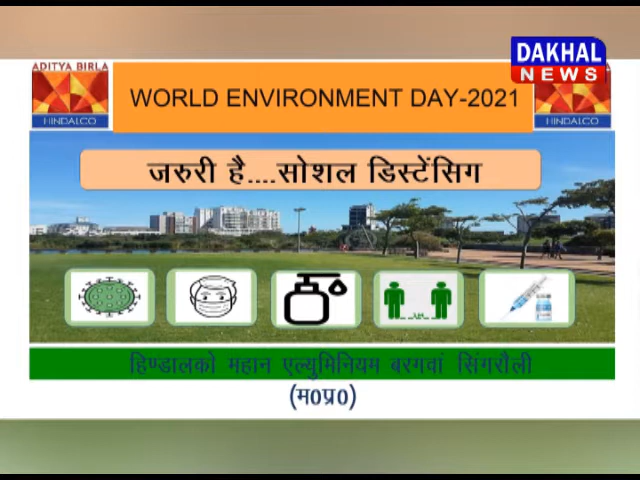 ADITYA BIRLA
HINDALCO
WORLD ENVIRONMENT DAY-2021
DAKHAL
NEWS
HINDALCO
जरुरी है....सोशल डिस्टेंसिग
हिण्डालको महान एल्युमिनियम बरगवां सिंगरौली
(म0प्र0)